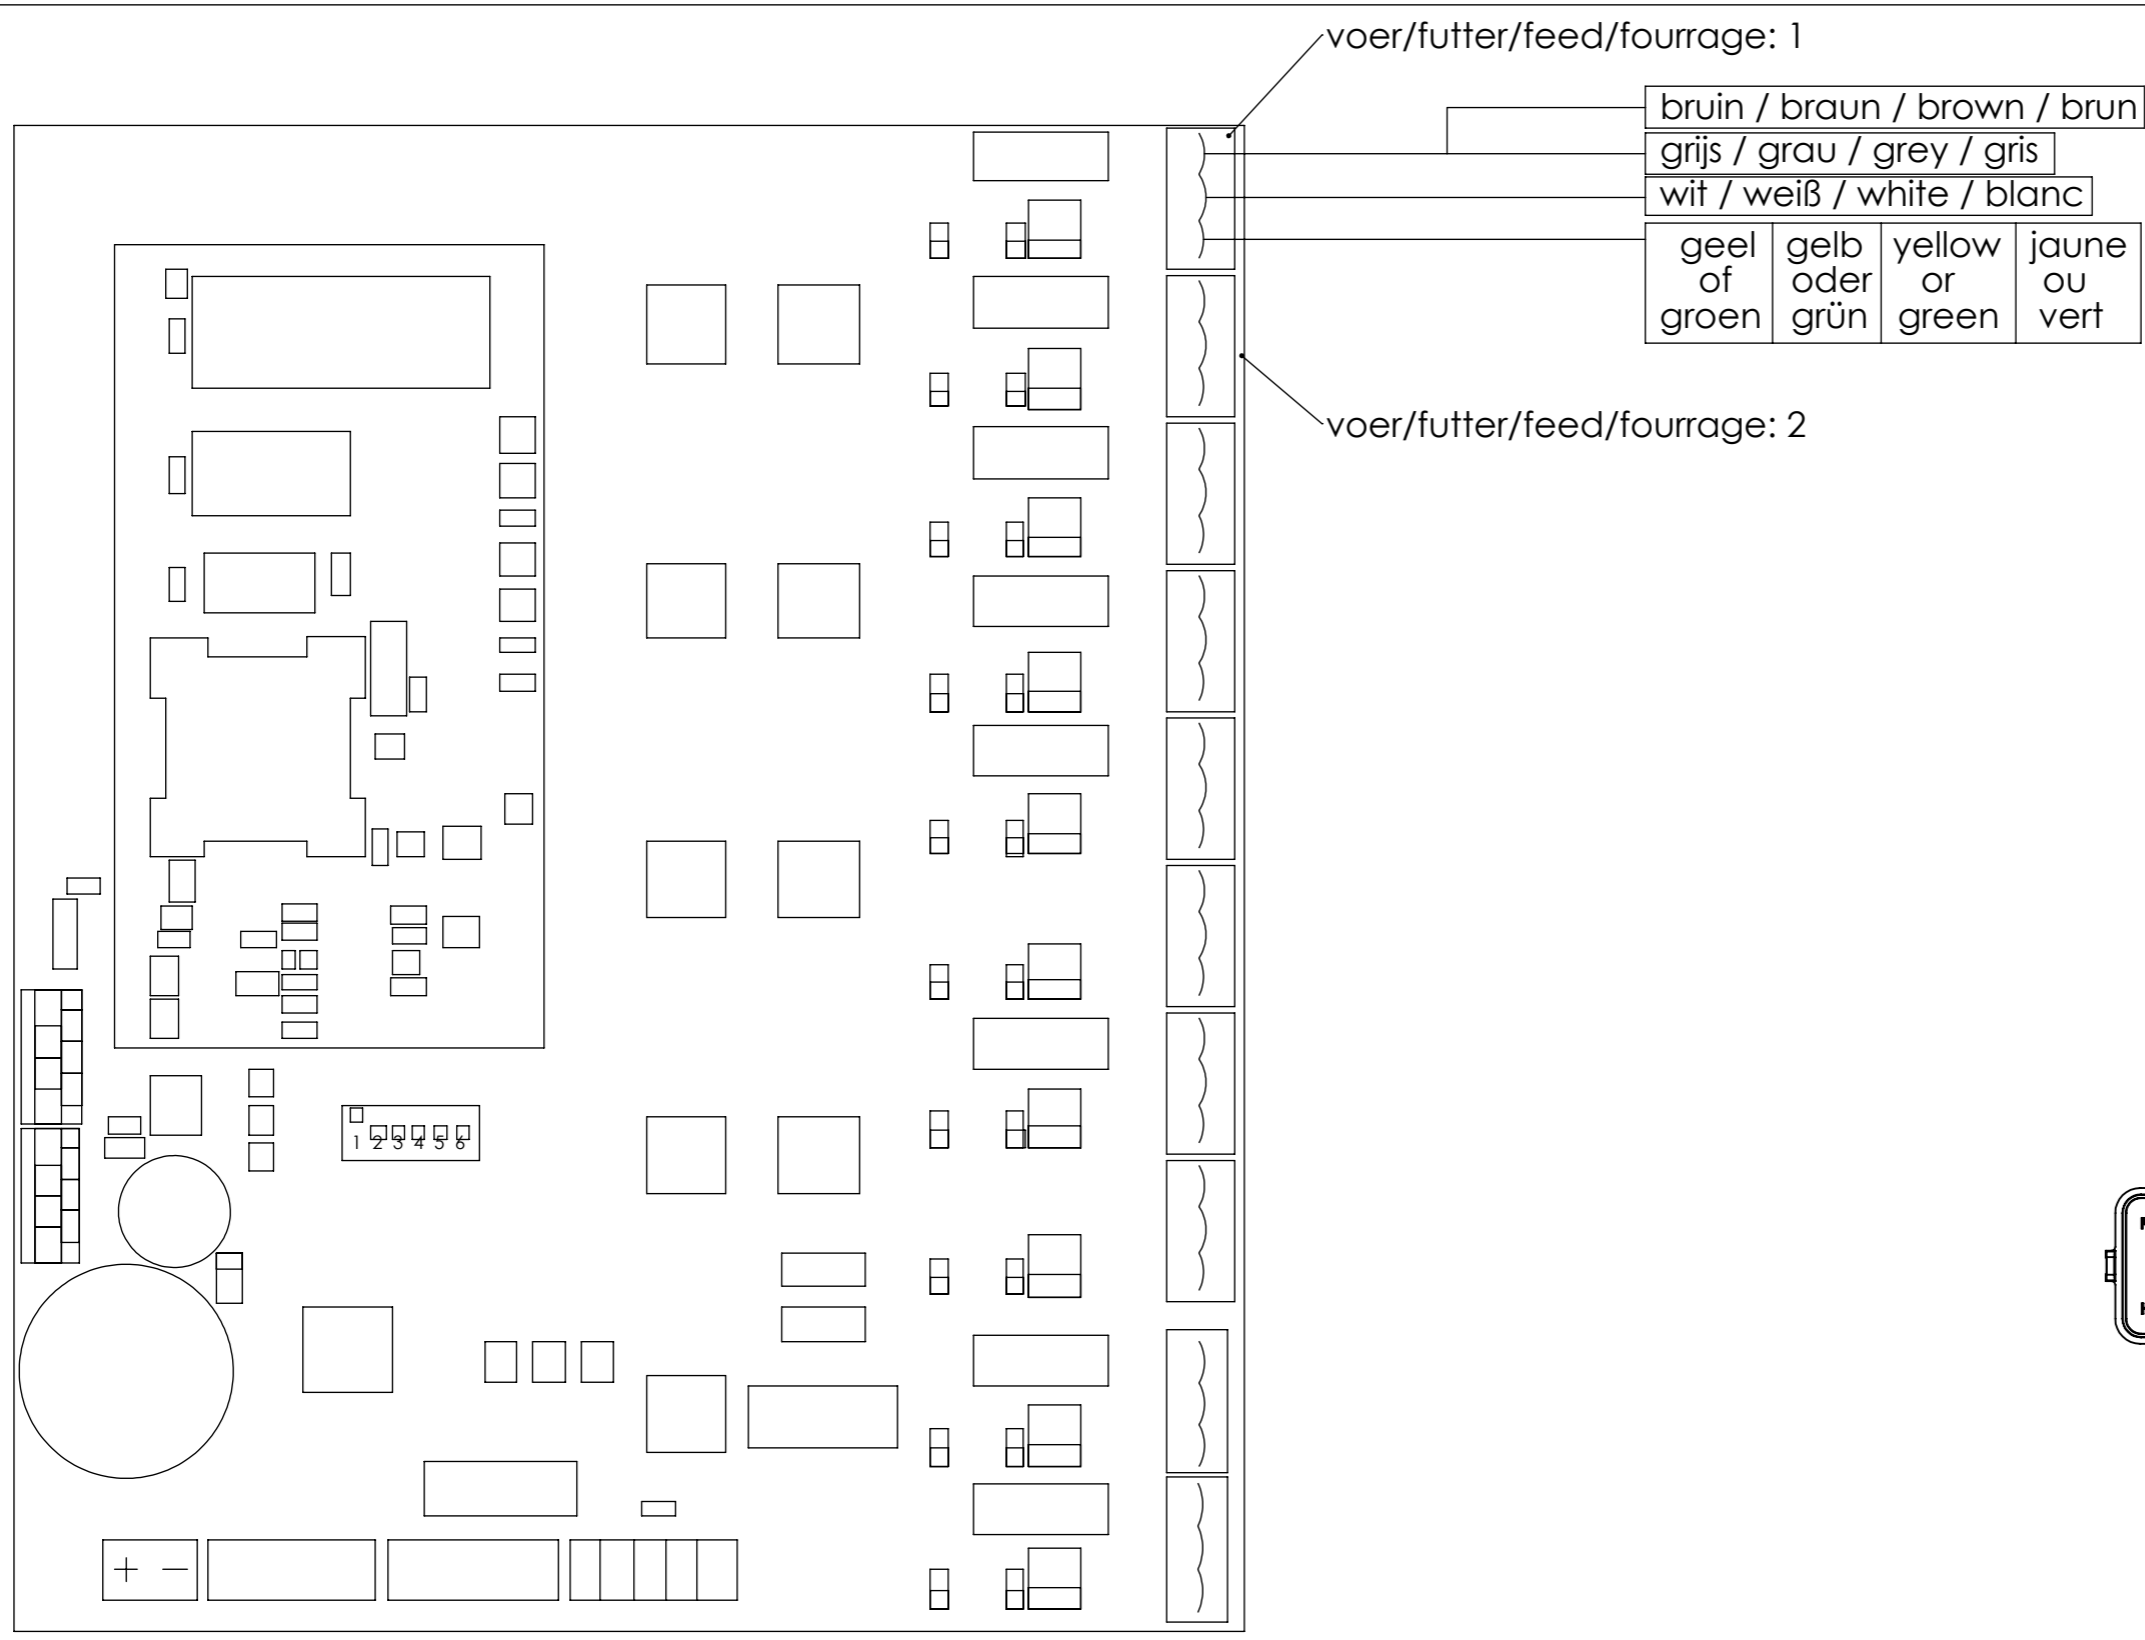 voer/futter/feed/fourrage: 1
bruin / braun / brown / brun
grijs / grau / grey / gris
wit / weiß / white / blanc
geel of groen
gelb oder grün
yellow or green
jaune ou vert
voer/futter/feed/fourrage: 2
1 2 3 4 5 6
+ −